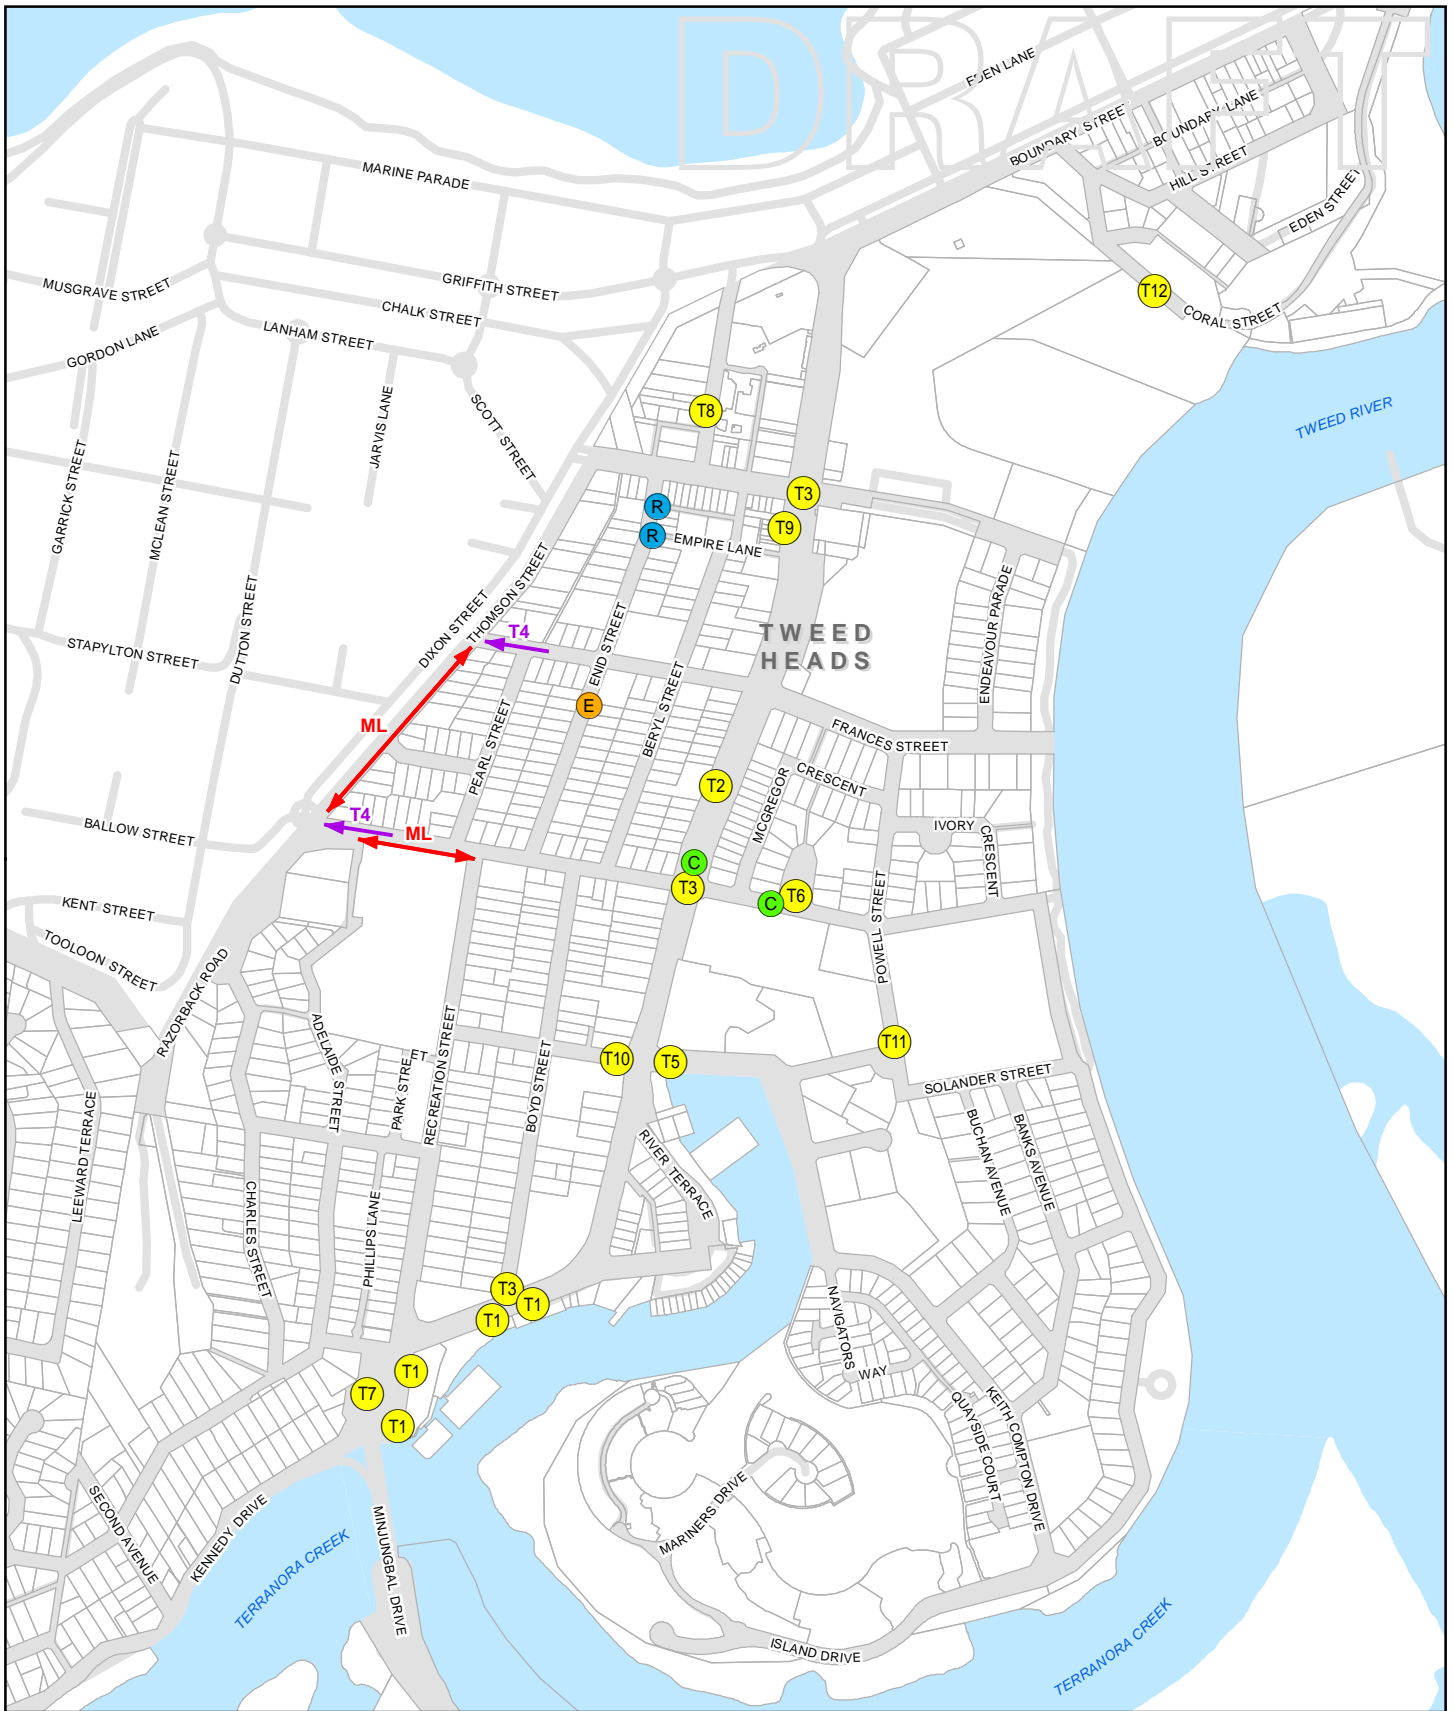 DRAFT
EDEN LANE
BOUNDARY STREET
BOUNDARY LANE
HILL STREET
EDEN STREET
MARINE PARADE
MUSGRAVE STREET
GRIFFITH STREET
CHALK STREET
T12
CORAL STREET
GORDON LANE
LANHAM STREET
TWEED RIVER
JARVIS LANE
SCOTT STREET
T8
GARRICK STREET
MCLEAN STREET
T3
R
T9
R
EMPIRE LANE
DUTTON STREET
DIXON STREET
THOMSON STREET
T4
ENID STREET
TWEED
HEADS
ENDEAVOUR PARADE
STAPYLTON STREET
BERYL STREET
E
ML
PEARL STREET
FRANCES STREET
MCGREGOR
CRESCENT
T2
T4
ML
BALLOW STREET
IVORY
CRESCENT
C
T3
C
T6
KENT STREET
TOOLOON STREET
POWELL STREET
RAZORBACK ROAD
ADELAIDE STREET
PARK STREET
RECREATION STREET
BOYD STREET
T10
T5
T11
SOLANDER STREET
LEEWARD TERRACE
BUCHAN AVENUE
BANKS AVENUE
RIVER TERRACE
CHARLES STREET
PHILLIPS LANE
T3
T1
T1
NAVIGATORS
WAY
T1
T7
T1
QUAYSIDE COURT
KEITH COMPTON DRIVE
SECOND AVENUE
KENNEDY DRIVE
MARINERS DRIVE
MINJUNGBAL DRIVE
TERRANORA CREEK
ISLAND DRIVE
TERRANORA CREEK